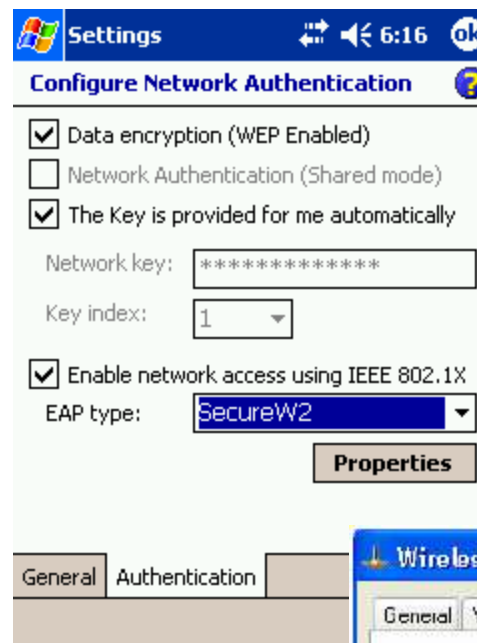 Settings 6:16 ok
Configure Network Authentication ?
Data encryption (WEP Enabled)
Network Authentication (Shared mode)
The Key is provided for me automatically
Network key: *************
Key index: 1
Enable network access using IEEE 802.1X
EAP type: SecureW2
Properties
General Authentication
Wireles
General